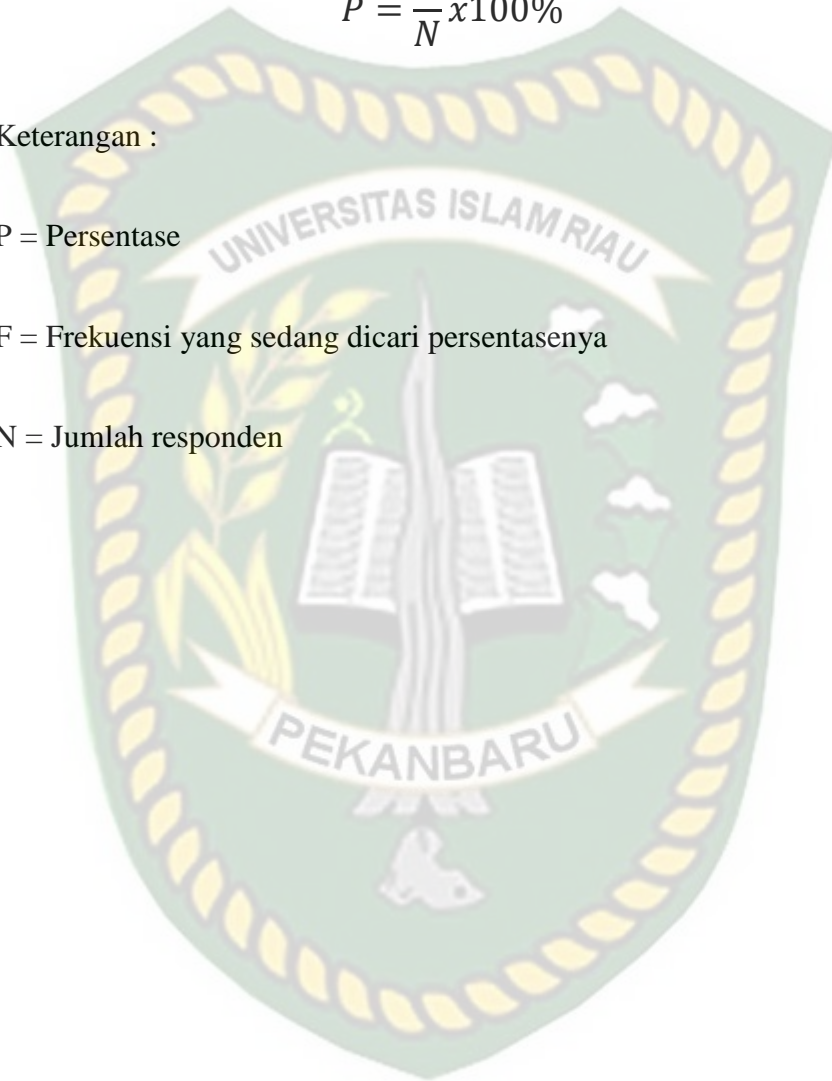 P = — x100%
N
Keterangan :
P = Persentase
UNIVERSITAS ISLAM RIAU
F = Frekuensi yang sedang dicari persentasenya
N = Jumlah responden
PEKANBARU